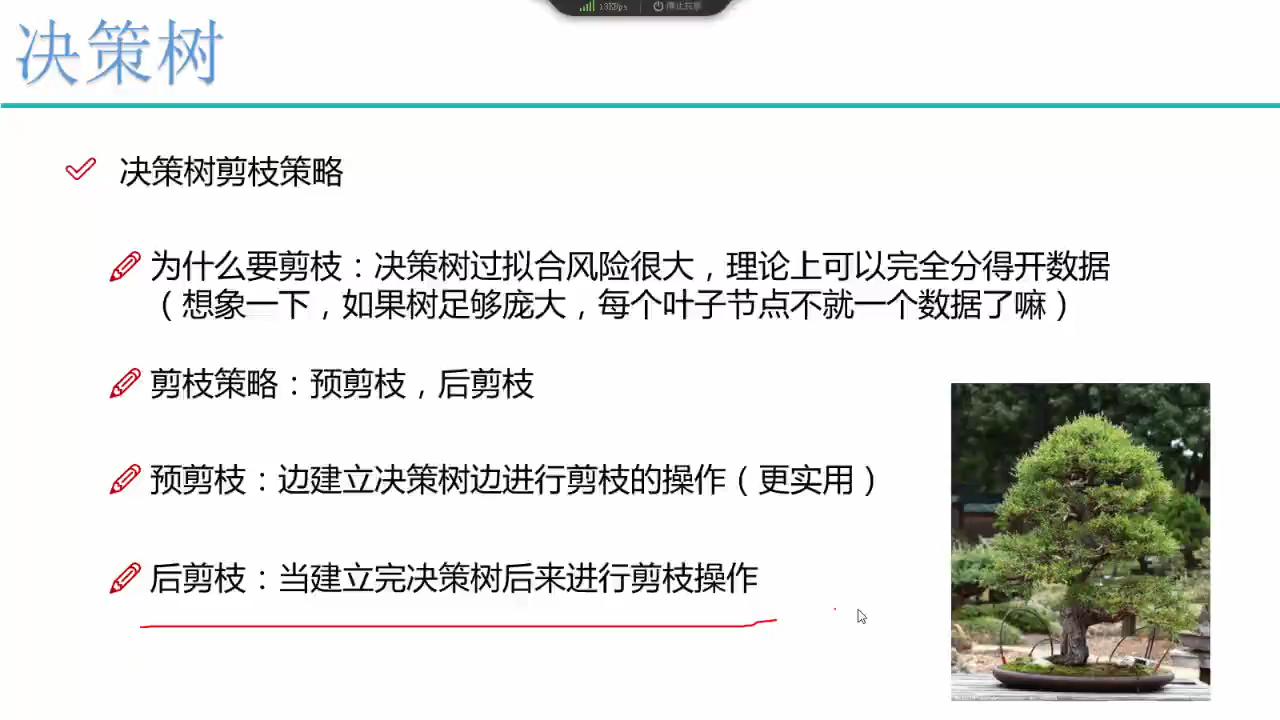 13KB/s 停止共享
决策树
决策树剪枝策略
为什么要剪枝：决策树过拟合风险很大，理论上可以完全分得开数据
（想象一下，如果树足够庞大，每个叶子节点不就一个数据了嘛）
剪枝策略：预剪枝，后剪枝
预剪枝：边建立决策树边进行剪枝的操作（更实用）
后剪枝：当建立完决策树后来进行剪枝操作